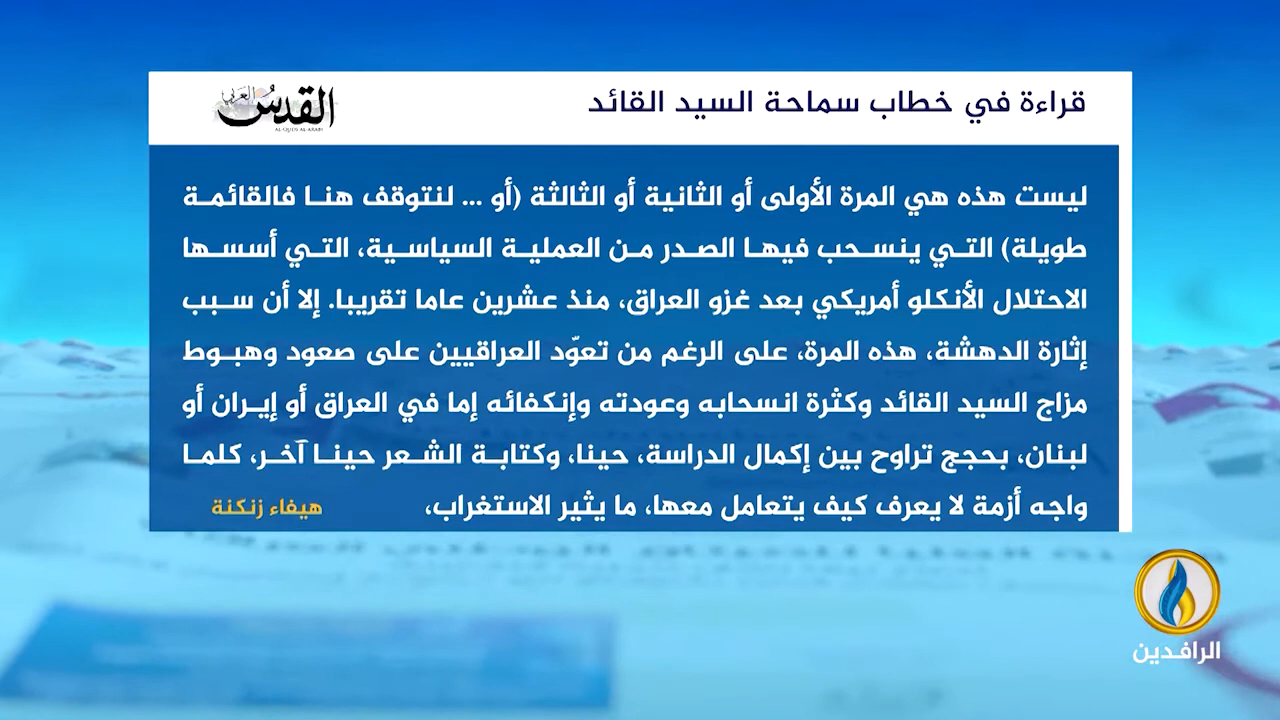 قراءة في خطاب سماحة السيد القائد
القدس العربي
AL-QUDS AL-ARABI
ليست هذه هي المرة الأولى أو الثانية أو الثالثة (أو ... لنتوقف هنا فالقائمة
طويلة) التي ينسحب فيها الصدر من العملية السياسية، التي أسسها
الاحتلال الأنكلو أمريكي بعد غزو العراق، منذ عشرين عاما تقريبا. إلا أن سبب
إثارة الدهشة، هذه المرة، على الرغم من تعوّد العراقيين على صعود وهبوط
مزاج السيد القائد وكثرة انسحابه وعودته وإنكفائه إما في العراق أو إيران أو
لبنان، بحجج تراوح بين إكمال الدراسة، حينا، وكتابة الشعر حينا آخر، كلما
واجه أزمة لا يعرف كيف يتعامل معها، ما يثير الاستغراب،
هيفاء زنكنة
الرافدين